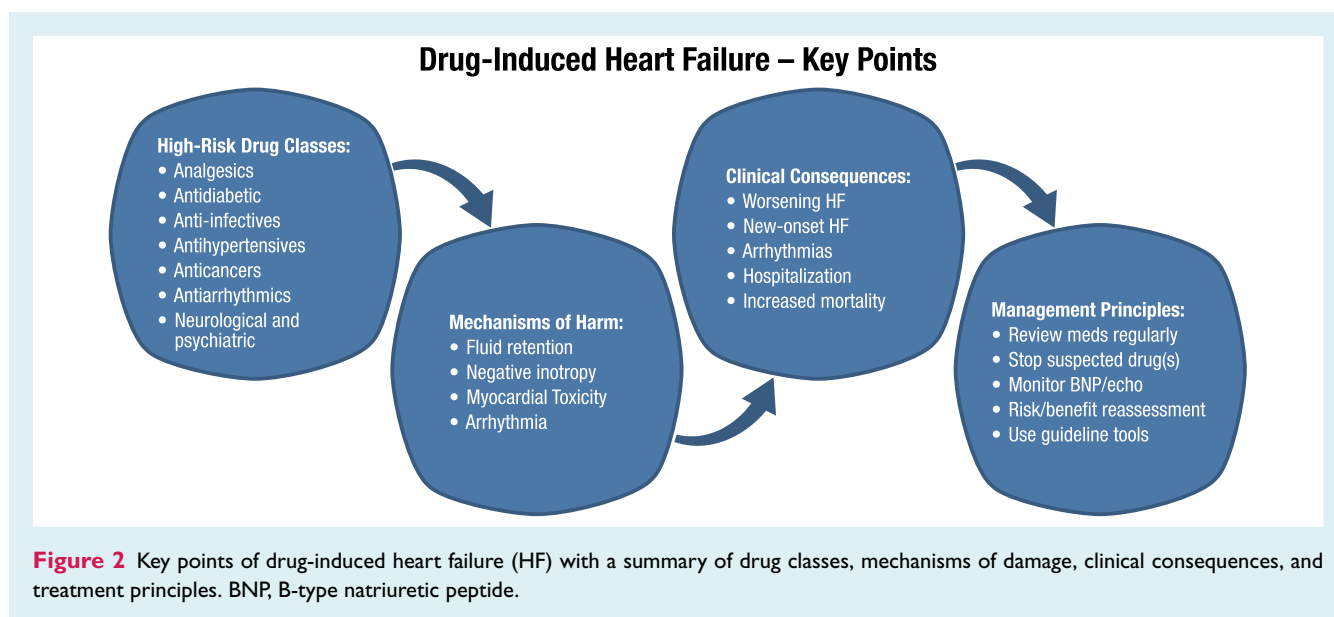 Drug-Induced Heart Failure – Key Points
High-Risk Drug Classes:
• Analgesics
• Antidiabetic
• Anti-infectives
• Antihypertensives
• Anticancers
• Antiarrhythmics
• Neurological and
psychiatric
Mechanisms of Harm:
• Fluid retention
• Negative inotropy
• Myocardial Toxicity
• Arrhythmia
Clinical Consequences:
• Worsening HF
• New-onset HF
• Arrhythmias
• Hospitalization
• Increased mortality
Management Principles:
• Review meds regularly
• Stop suspected drug(s)
• Monitor BNP/echo
• Risk/benefit reassessment
• Use guideline tools
Figure 2 Key points of drug-induced heart failure (HF) with a summary of drug classes, mechanisms of damage, clinical consequences, and
treatment principles. BNP, B-type natriuretic peptide.